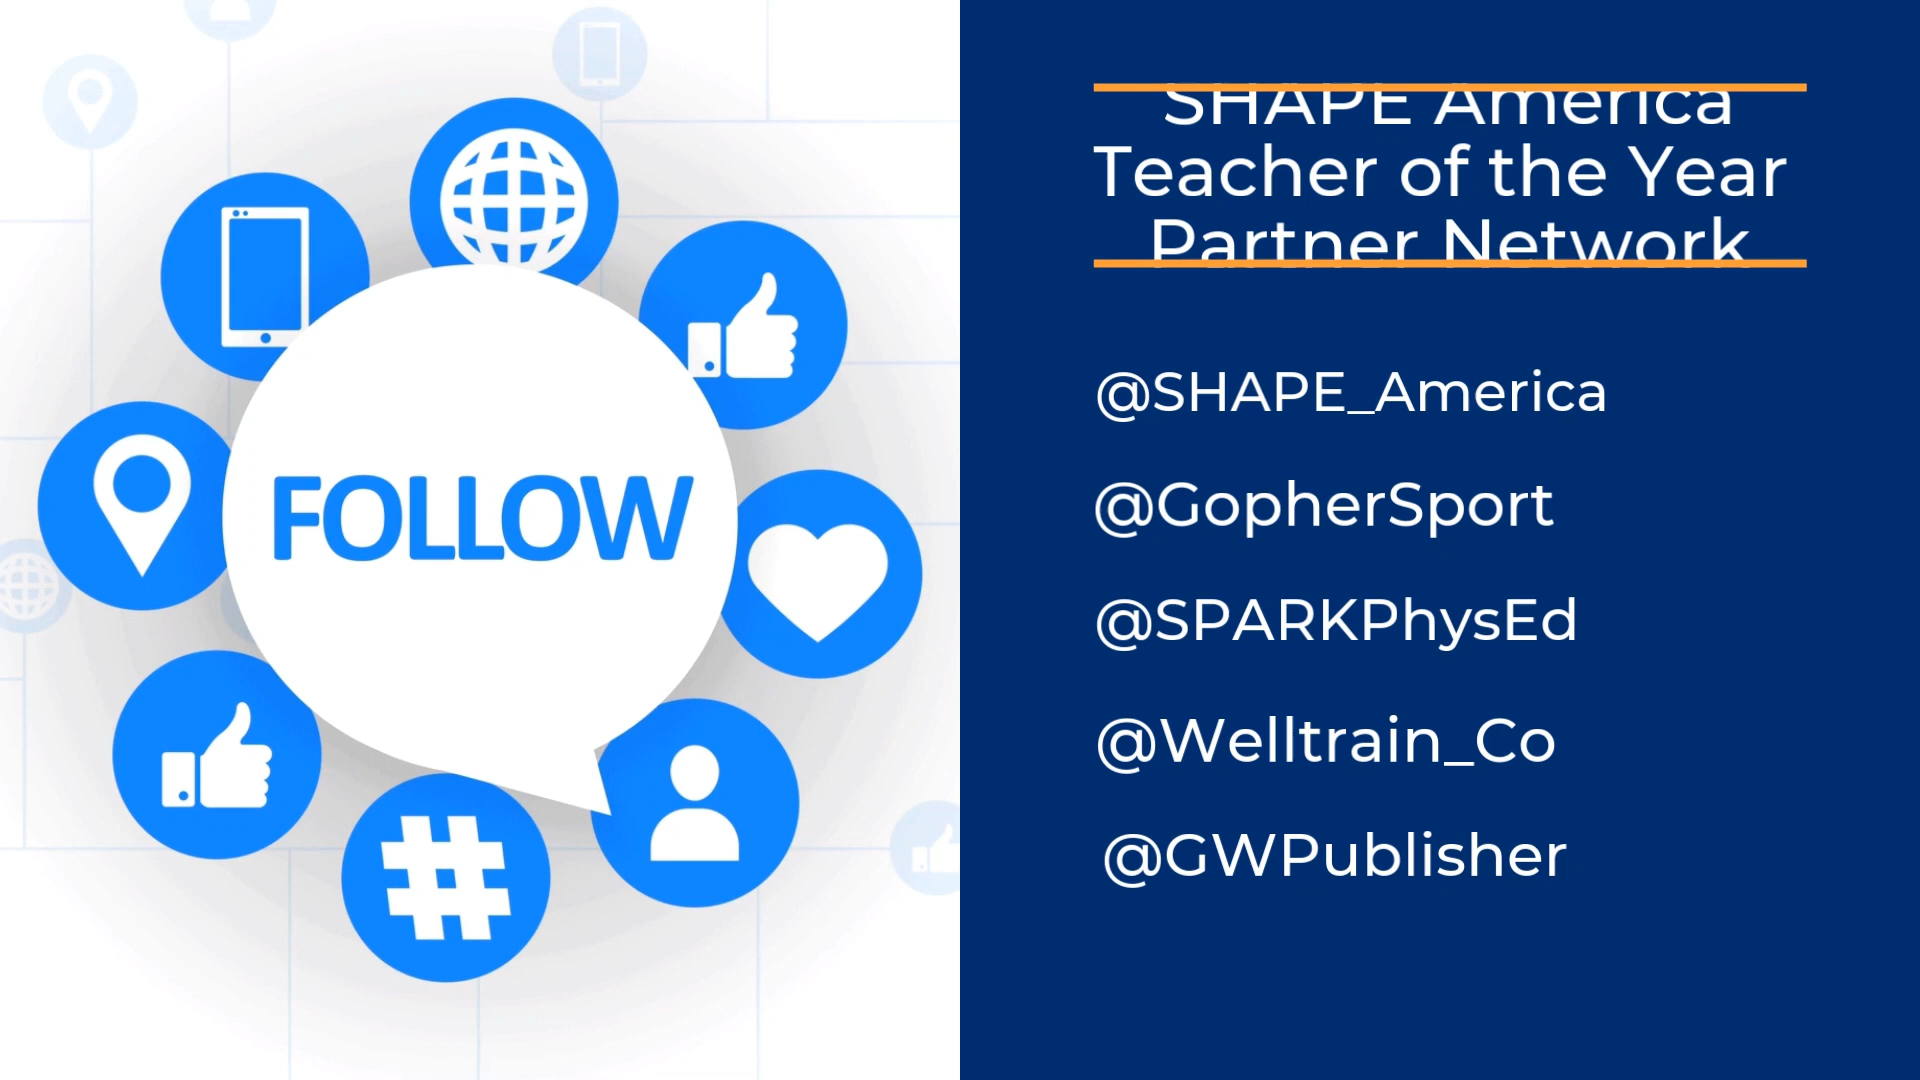 FOLLOW
SHAPE America
Teacher of the Year
Partner Network
@SHAPE_America
@GopherSport
@SPARKPhysEd
@Welltrain_Co
@GWPublisher